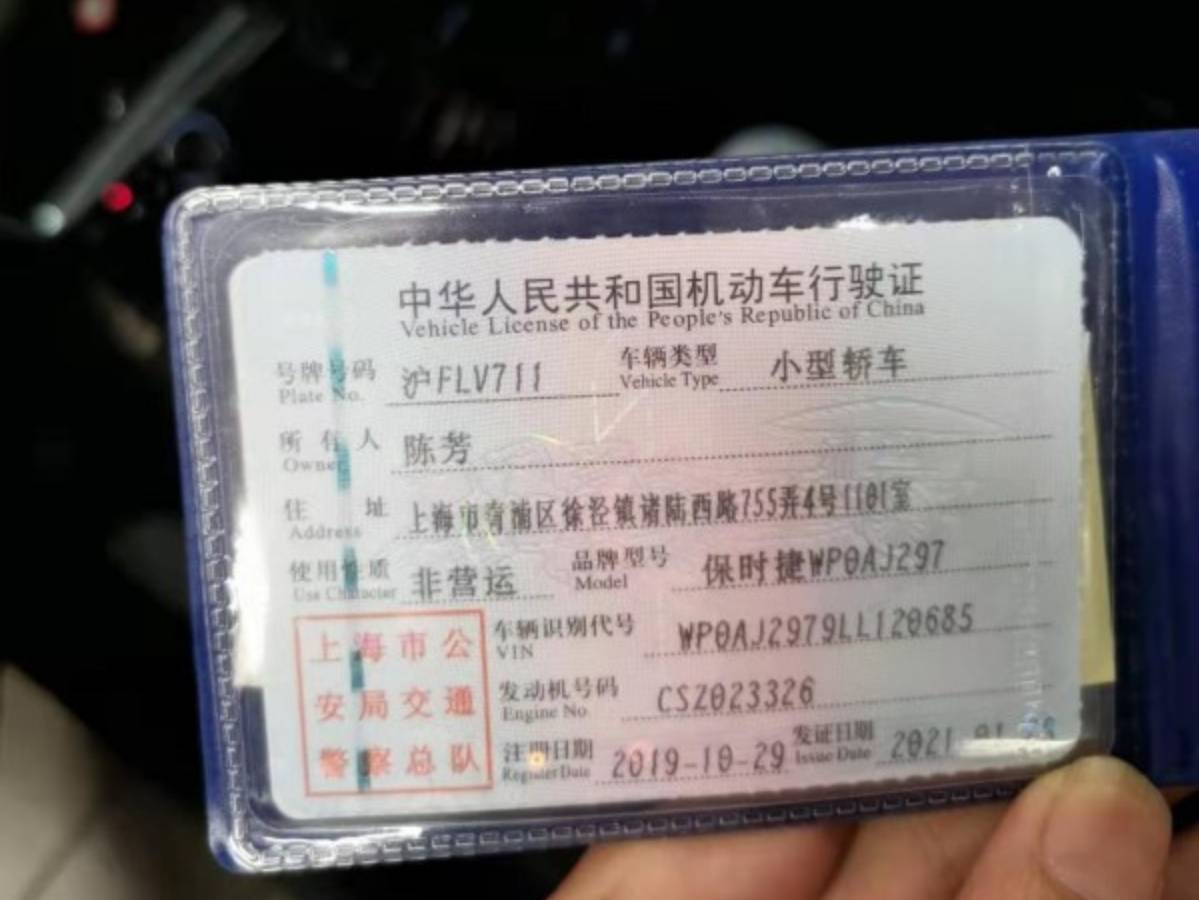 中华人民共和国机动车行驶证
Vehicle License of the People's Republic of China
号牌号码 沪FLV711 车辆类型 小型轿车
Plate No. Vehicle Type
所有人 陈芳
Owner
住址 上海市青浦区徐泾镇诸陆西路755弄4号1101室
Address
使用性质 非营运 品牌型号 保时捷WP0AJ297
Use Character Model
上海市公 车辆识别代号 WP0AJ2979LL120685
VIN
安局交通 发动机号码 CSZ023326
Engine No.
警察总队 注册日期 2019-10-29 发证日期 2021 01
Register Date Issue Date